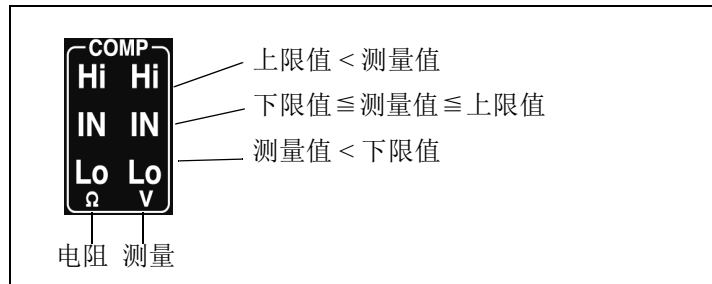 COMP
Hi Hi
上限值 < 测量值
IN IN
下限值≦测量值≦上限值
Lo Lo
测量值 < 下限值
Ω V
电阻 测量